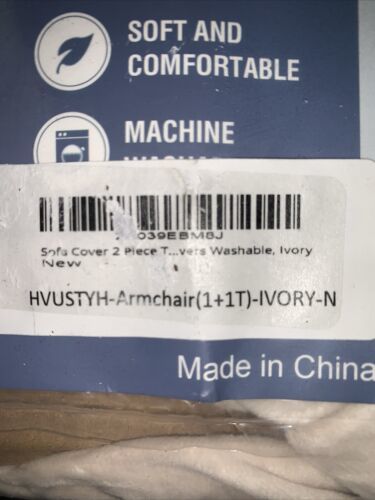 SOFT AND
COMFORTABLE
MACHINE
039EBM8J
Sofa Cover 2 Piece T...vers Washable, Ivory
New
HVUSTYH-Armchair(1+1T)-IVORY-N
Made in China